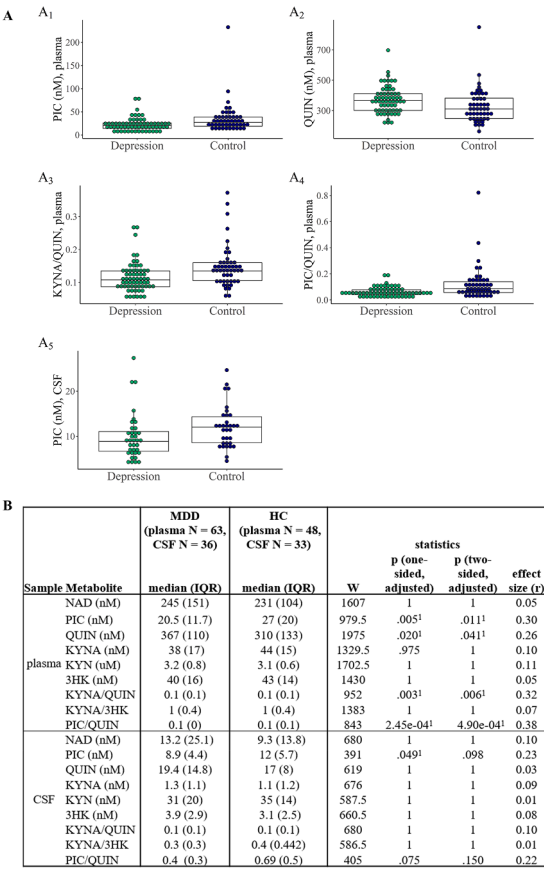 A
A1
A2
PIC (nM), plasma
200
150
100
50
0
Depression
Control
QUIN (nM), plasma
700
500
300
Depression
Control
A3
A4
KYNA/QUIN, plasma
0.3
0.2
0.1
Depression
Control
PIC/QUIN, plasma
0.8
0.6
0.4
0.2
0.0
Depression
Control
A5
PIC (nM), CSF
20
10
Depression
Control
B
MDD (plasma N = 63, CSF N = 36)
HC (plasma N = 48, CSF N = 33)
statistics
Sample Metabolite median (IQR) median (IQR) W p (one-sided, adjusted) p (two-sided, adjusted) effect size (r)
NAD (nM) 245 (151) 231 (104) 1607 1 1 0.05
PIC (nM) 20.5 (11.7) 27 (20) 979.5 .005¹ .011¹ 0.30
QUIN (nM) 367 (110) 310 (133) 1975 .020¹ .041¹ 0.26
KYNA (nM) 38 (17) 44 (15) 1329.5 .975 1 0.10
plasma KYN (uM) 3.2 (0.8) 3.1 (0.6) 1702.5 1 1 0.11
3HK (nM) 40 (16) 43 (14) 1430 1 1 0.05
KYNA/QUIN 0.1 (0.1) 0.1 (0.1) 952 .003¹ .006¹ 0.32
KYNA/3HK 1 (0.4) 1 (0.4) 1383 1 1 0.07
PIC/QUIN 0.1 (0) 0.1 (0.1) 843 2.45e-04¹ 4.90e-04¹ 0.38
NAD (nM) 13.2 (25.1) 9.3 (13.8) 680 1 1 0.10
PIC (nM) 8.9 (4.4) 12 (5.7) 391 .049¹ .098 0.23
QUIN (nM) 19.4 (14.8) 17 (8) 619 1 1 0.03
KYNA (nM) 1.3 (1.1) 1.1 (1.2) 676 1 1 0.09
CSF KYN (nM) 31 (20) 35 (14) 587.5 1 1 0.01
3HK (nM) 3.9 (2.9) 3.1 (2.5) 660.5 1 1 0.08
KYNA/QUIN 0.1 (0.1) 0.1 (0.1) 680 1 1 0.10
KYNA/3HK 0.3 (0.3) 0.4 (0.442) 586.5 1 1 0.01
PIC/QUIN 0.4 (0.3) 0.69 (0.5) 405 .075 .150 0.22